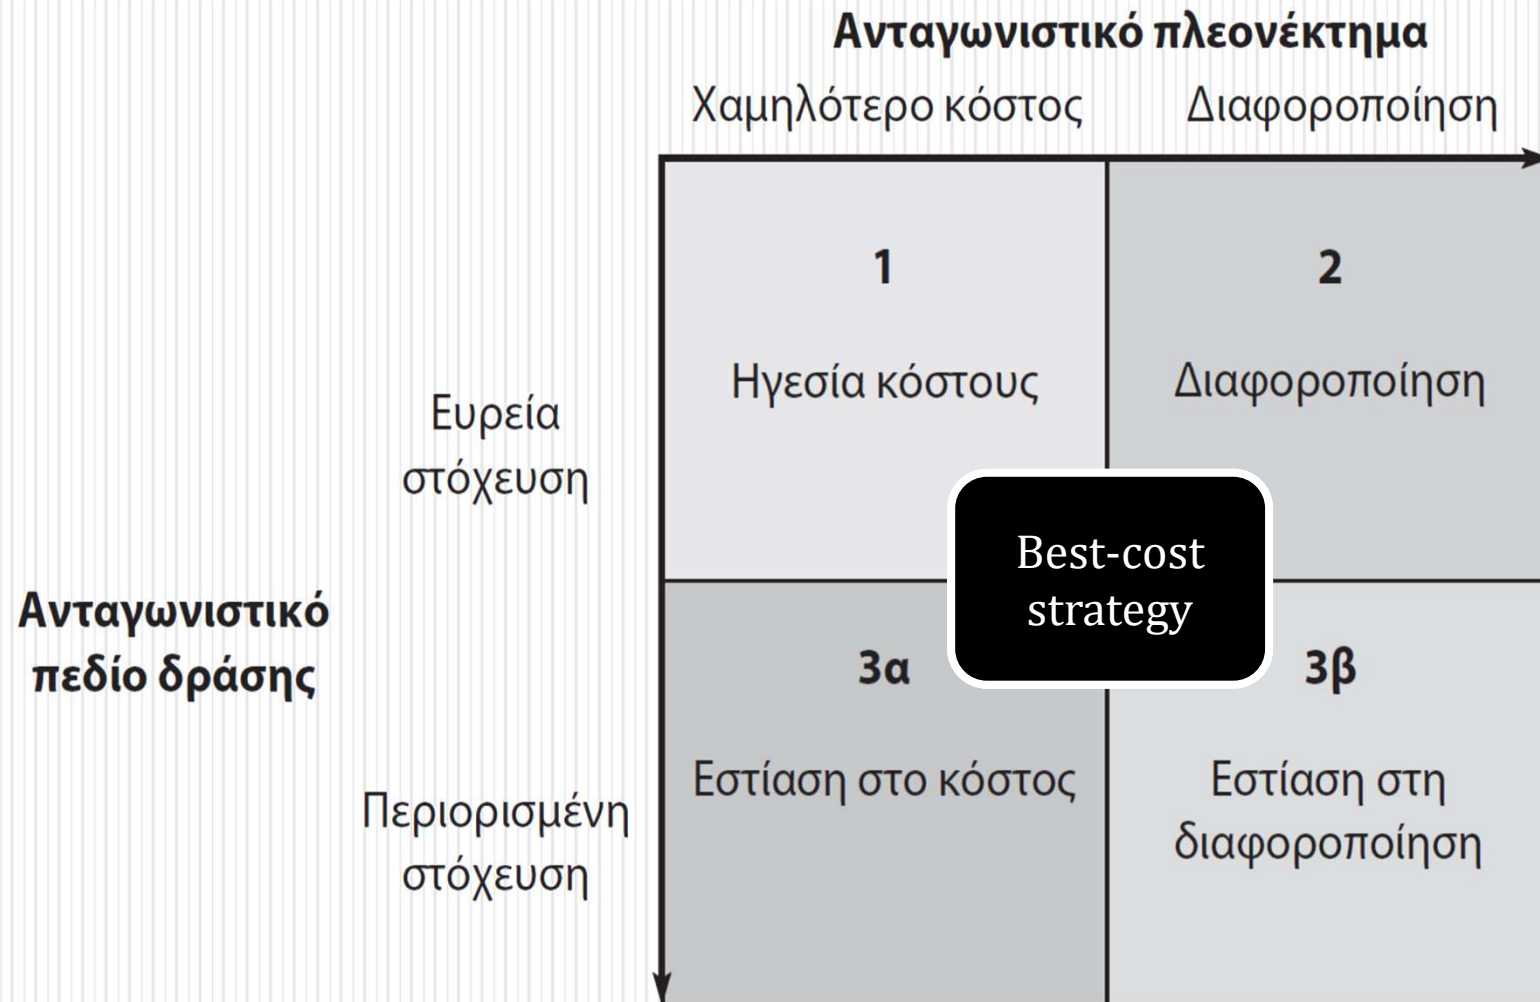 Ανταγωνιστικό πλεονέκτημα
Χαμηλότερο κόστος
Διαφοροποίηση
1
2
Ηγεσία κόστους
Διαφοροποίηση
Ευρεία
στόχευση
Best-cost
strategy
Ανταγωνιστικό
πεδίο δράσης
3α
3β
Εστίαση στο κόστος
Εστίαση στη
διαφοροποίηση
Περιορισμένη
στόχευση